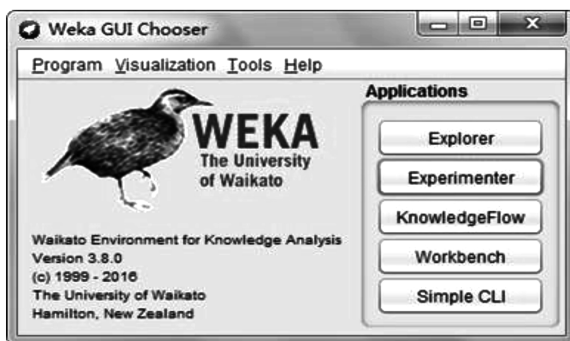 Weka GUI Chooser
Program Visualization Tools Help
WEKA
The University
of Waikato
Waikato Environment for Knowledge Analysis
Version 3.8.0
(c) 1999 - 2016
The University of Waikato
Hamilton, New Zealand
Applications
Explorer
Experimenter
KnowledgeFlow
Workbench
Simple CLI